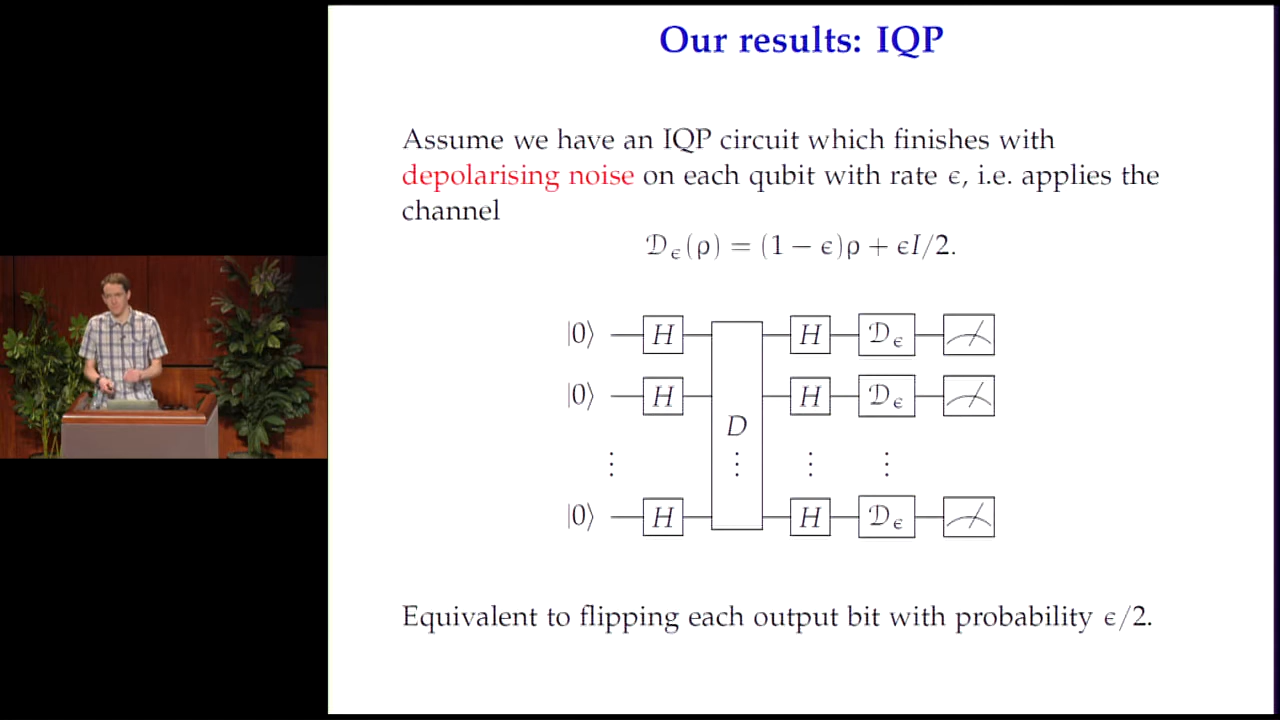 Our results: IQP
Assume we have an IQP circuit which finishes with
depolarising noise on each qubit with rate ϵ, i.e. applies the
channel
𝒟ϵ(ρ) = (1 − ϵ)ρ + ϵI/2.
|0⟩ H H 𝒟ϵ
|0⟩ H H 𝒟ϵ
D
⋮ ⋮ ⋮ ⋮
|0⟩ H H 𝒟ϵ
Equivalent to flipping each output bit with probability ϵ/2.